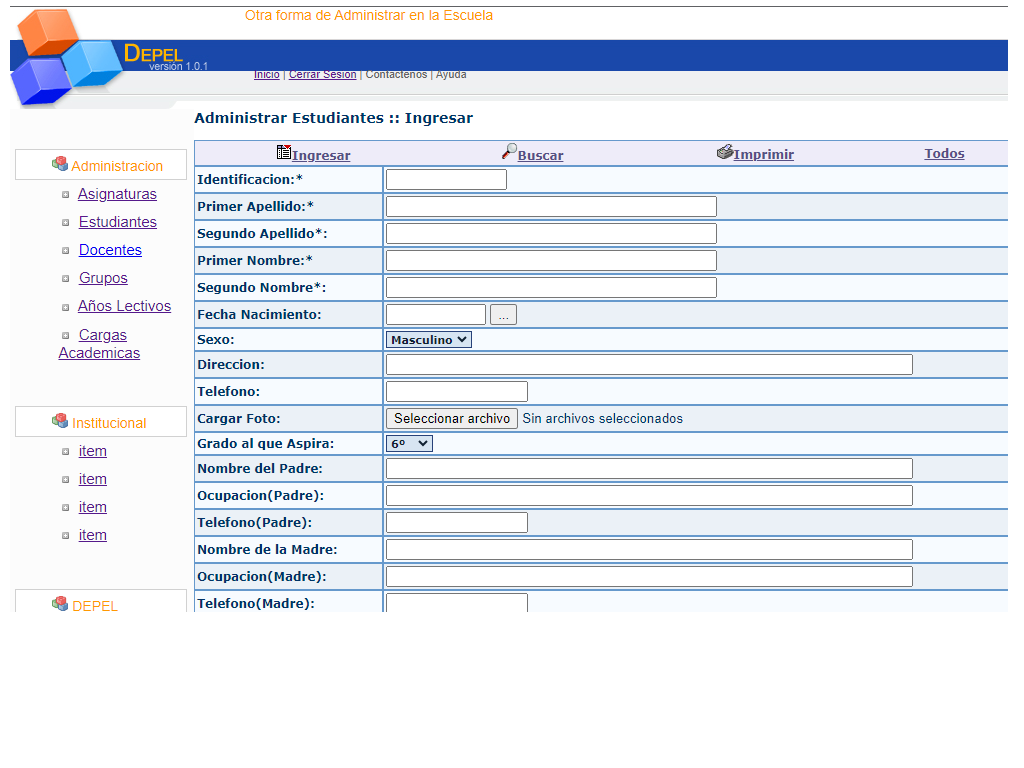 Otra forma de Administrar en la Escuela
DEPEL
versión 1.0.1
Inicio | Cerrar Sesión | Contactenos | Ayuda
Administrar Estudiantes :: Ingresar
Ingresar Buscar Imprimir Todos
Administracion
Asignaturas
Estudiantes
Docentes
Grupos
Años Lectivos
Cargas
Academicas
Institucional
item
item
item
item
DEPEL
Identificacion:*
Primer Apellido:*
Segundo Apellido*:
Primer Nombre:*
Segundo Nombre*:
Fecha Nacimiento: ...
Sexo: Masculino
Direccion:
Telefono:
Cargar Foto: Seleccionar archivo Sin archivos seleccionados
Grado al que Aspira: 6º
Nombre del Padre:
Ocupacion(Padre):
Telefono(Padre):
Nombre de la Madre:
Ocupacion(Madre):
Telefono(Madre):